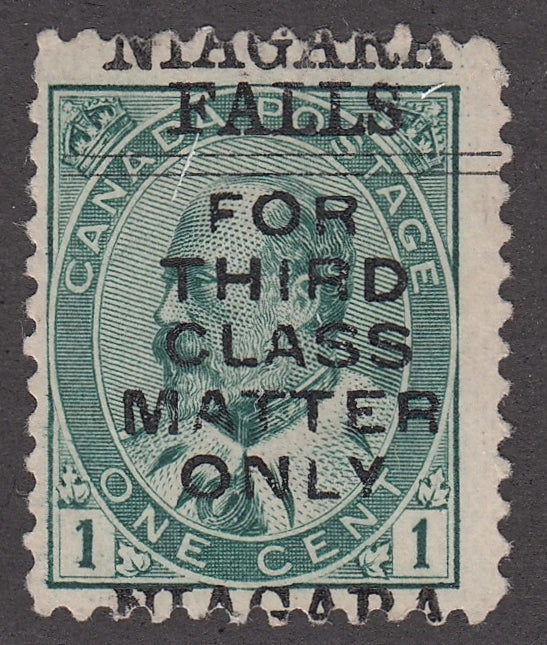 NIAGARA
FALLS
CANADA POSTAGE
FOR
THIRD
CLASS
MATTER
ONLY
ONE CENT
1 1
NIAGARA